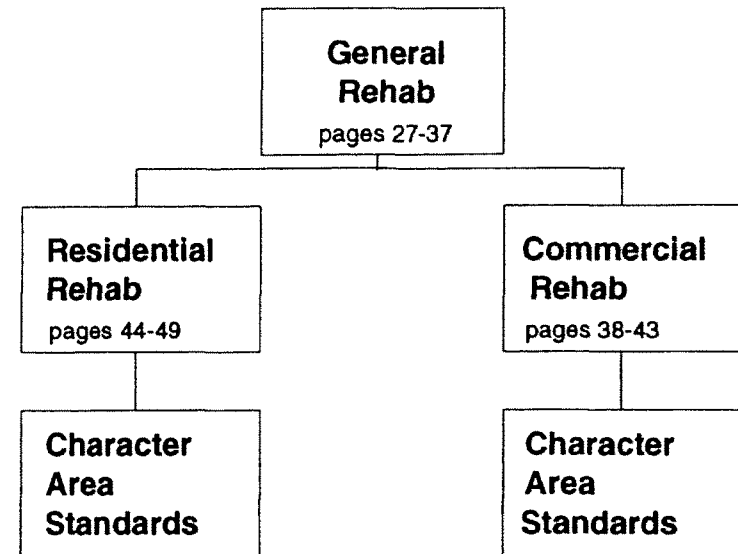 General
Rehab
pages 27-37
Residential
Rehab
pages 44-49
Commercial
Rehab
pages 38-43
Character
Area
Standards
Character
Area
Standards